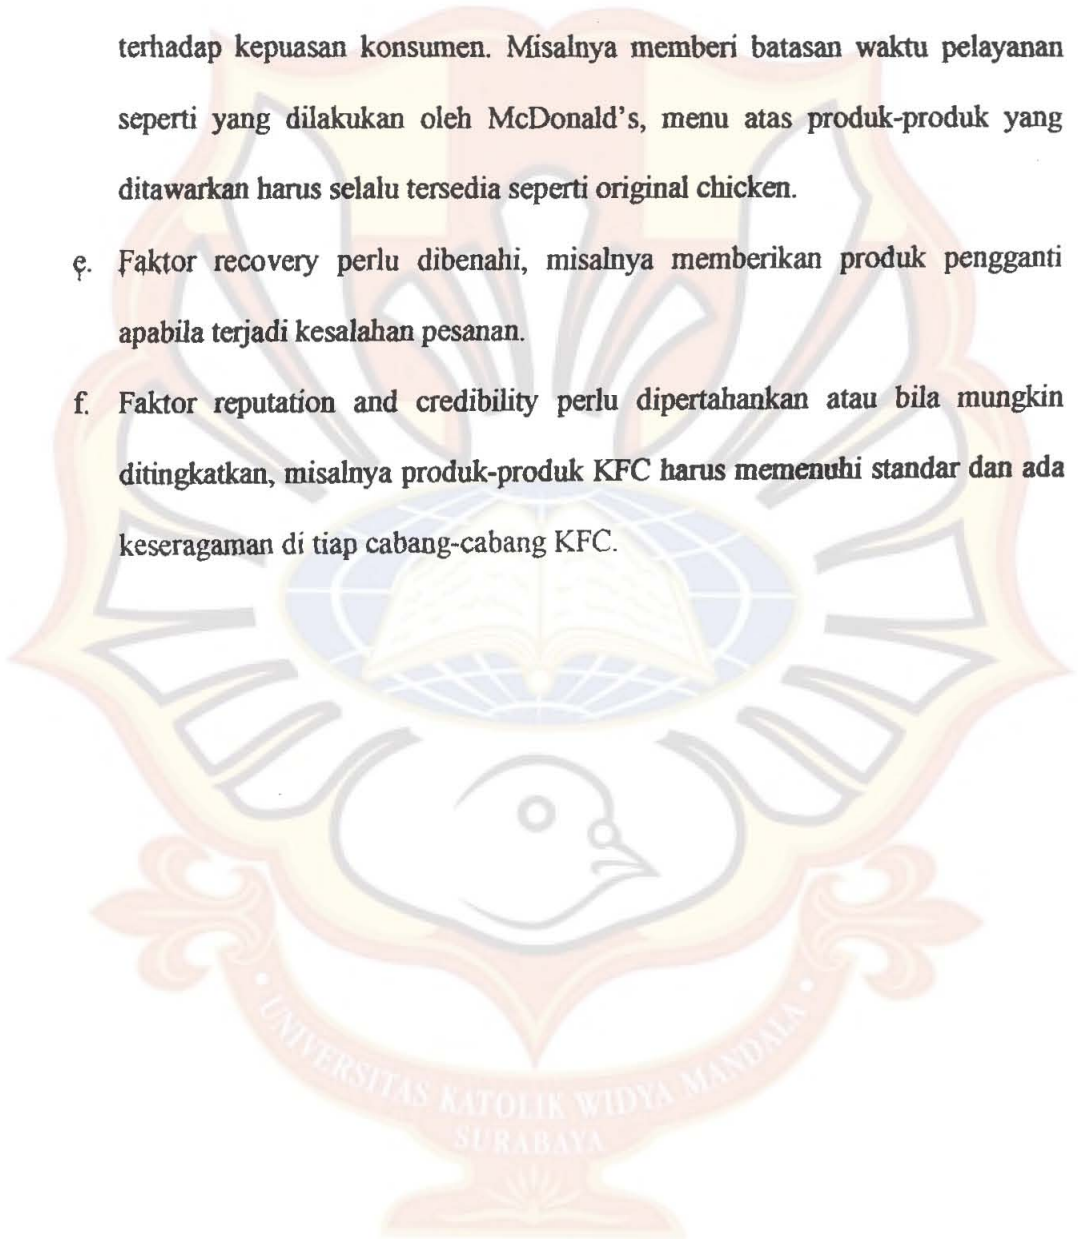 terhadap kepuasan konsumen. Misalnya memberi batasan waktu pelayanan
seperti yang dilakukan oleh McDonald's, menu atas produk-produk yang
ditawarkan harus selalu tersedia seperti original chicken.
e. Faktor recovery perlu dibenahi, misalnya memberikan produk pengganti
apabila terjadi kesalahan pesanan.
f. Faktor reputation and credibility perlu dipertahankan atau bila mungkin
ditingkatkan, misalnya produk-produk KFC harus memenuhi standar dan ada
keseragaman di tiap cabang-cabang KFC.
• UNIVERSITAS KATOLIK WIDYA MANDALA •
SURABAYA